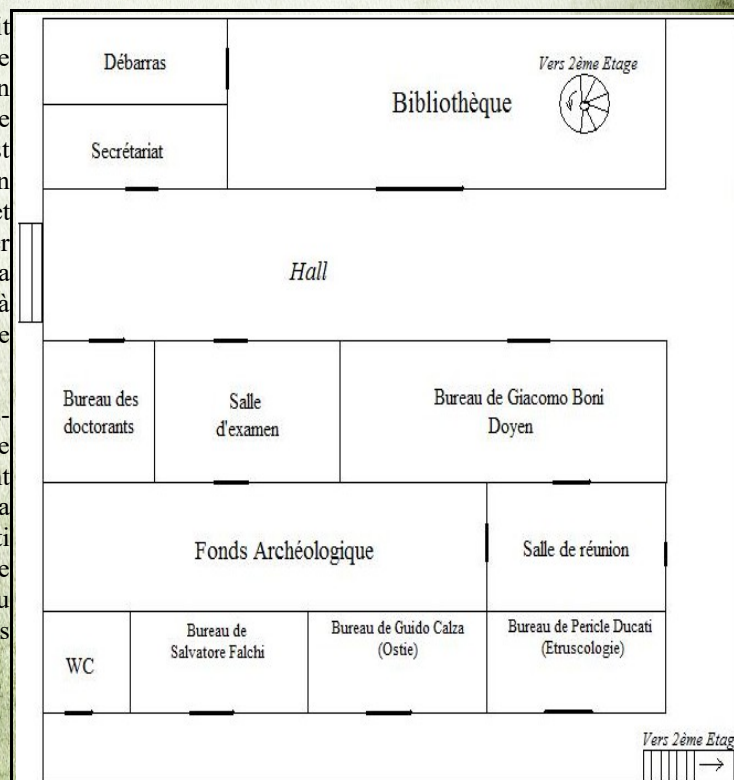 Débarras
Vers 2ème Etage
Bibliothèque
Secrétariat
Hall
Bureau des
doctorants
Salle
d'examen
Bureau de Giacomo Boni
Doyen
Fonds Archéologique
Salle de réunion
WC
Bureau de
Salvatore Falchi
Bureau de Guido Calza
(Ostie)
Bureau de Pericle Ducati
(Etruscologie)
Vers 2ème Etag